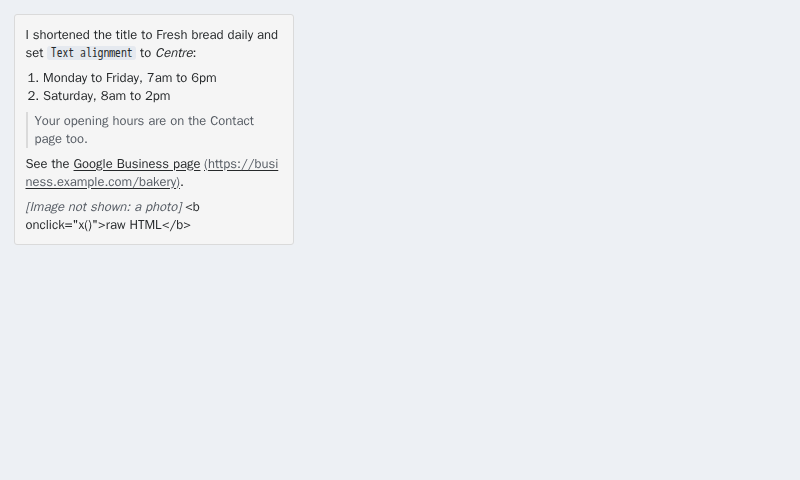 I shortened the title to Fresh bread daily and
set Text alignment to Centre:
1. Monday to Friday, 7am to 6pm
2. Saturday, 8am to 2pm
Your opening hours are on the Contact
page too.
See the Google Business page (https://busi
ness.example.com/bakery).
[Image not shown: a photo] <b
onclick="x()">raw HTML</b>